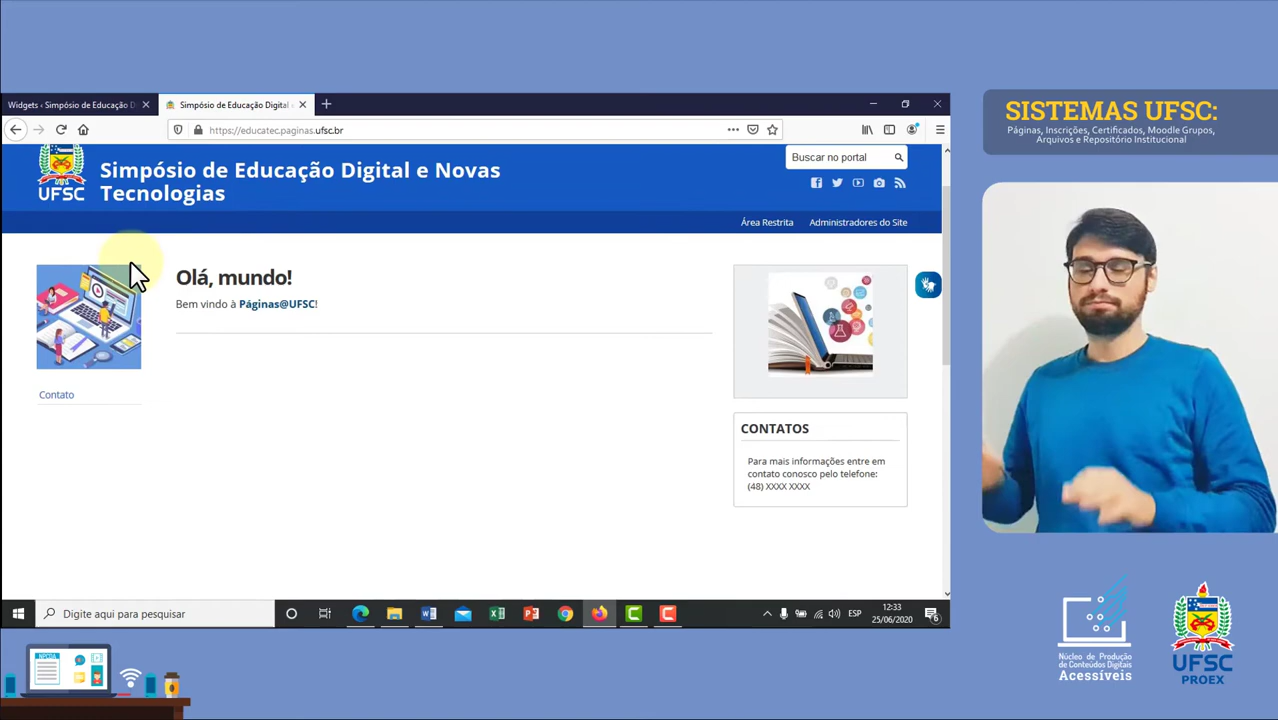 Widgets ‹ Simpósio de Educação D
Simpósio de Educação Digital
https://educatec.paginas.ufsc.br
UFSC
Simpósio de Educação Digital e Novas
Tecnologias
Buscar no portal
Área Restrita
Administradores do Site
Olá, mundo!
Bem vindo à Páginas@UFSC!
Contato
CONTATOS
Para mais informações entre em
contato conosco pelo telefone:
(48) XXXX XXXX
Digite aqui para pesquisar
ESP
12:33
25/06/2020
6
SISTEMAS UFSC:
Páginas, Inscrições, Certificados, Moodle Grupos,
Arquivos e Repositório Institucional
NPCDA
Núcleo de Produção
de Conteúdos Digitais
Acessíveis
UFSC
PROEX